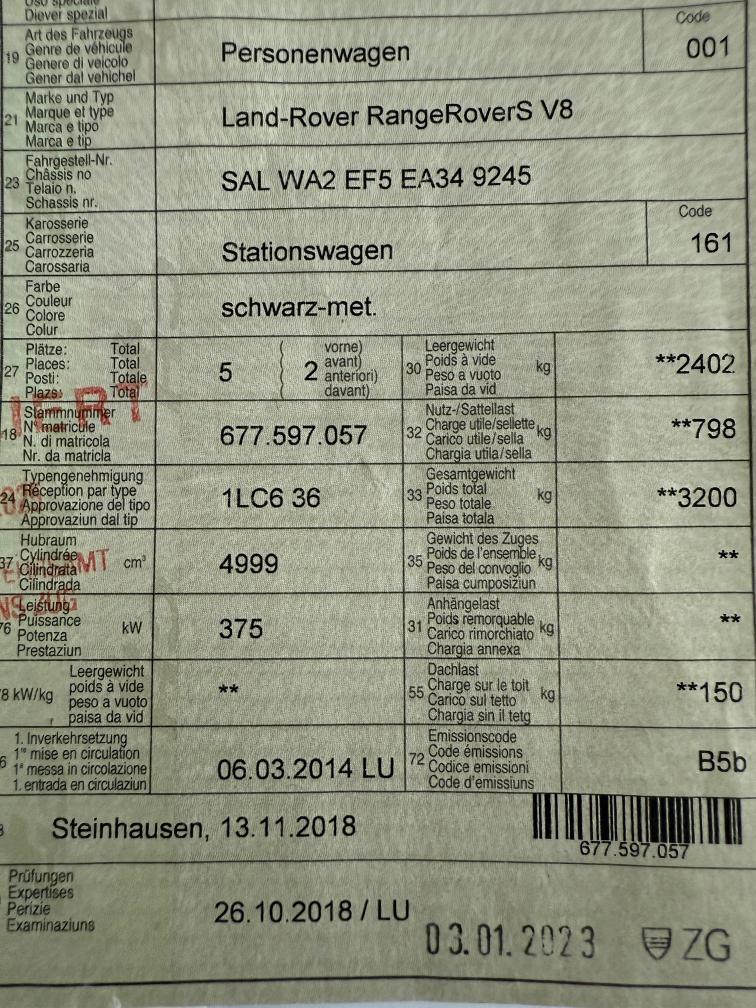 Uso speciale
Diever spezial
19 Art des Fahrzeugs
Genre de véhicule
Genere di veicolo
Gener dal vehichel
Personenwagen
Code
001
21 Marke und Typ
Marque et type
Marca e tipo
Marca e tip
Land-Rover RangeRoverS V8
23 Fahrgestell-Nr.
Châssis no
Telaio n.
Schassis nr.
SAL WA2 EF5 EA34 9245
25 Karosserie
Carrosserie
Carrozzeria
Carossaria
Stationswagen
Code
161
26 Farbe
Couleur
Colore
Colur
schwarz-met.
27 Plätze: Total
Places: Total
Posti: Totale
Plazs: Total
5
( vorne)
2 avant)
( anteriori)
davant)
30 Leergewicht
Poids à vide
Peso a vuoto
Paisa da vid
kg
**2402
18 Stammnummer
N° matricule
N. di matricola
Nr. da matricla
677.597.057
32 Nutz-/Sattellast
Charge utile/sellette
Carico utile/sella
Chargia utila/sella
kg
**798
24 Typengenehmigung
Réception par type
Approvazione del tipo
Approvaziun dal tip
1LC6 36
33 Gesamtgewicht
Poids total
Peso totale
Paisa totala
kg
**3200
37 Hubraum
Cylindrée
Cilindrata
Cilindrada
cm³
4999
35 Gewicht des Zuges
Poids de l'ensemble
Peso del convoglio
Paisa cumposiziun
kg
**
76 Leistung
Puissance
Potenza
Prestaziun
kW
375
31 Anhängelast
Poids remorquable
Carico rimorchiato
Chargia annexa
kg
**
78 kW/kg
Leergewicht
poids à vide
peso a vuoto
paisa da vid
**
55 Dachlast
Charge sur le toit
Carico sul tetto
Chargia sin il tetg
kg
**150
6 1. Inverkehrsetzung
1re mise en circulation
1a messa in circolazione
1. entrada en circulaziun
06.03.2014 LU
72 Emissionscode
Code émissions
Codice emissioni
Code d'emissiuns
B5b
Steinhausen, 13.11.2018
677.597.057
Prüfungen
Expertises
Perizie
Examinaziuns
26.10.2018 / LU
03.01.2023
ZG